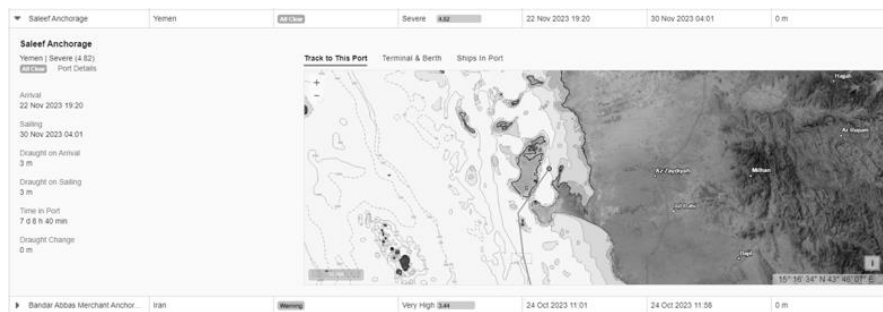 Saleef Anchorage Yemen All Clear Severe 4.82 22 Nov 2023 19:20 30 Nov 2023 04:01 0 m
Saleef Anchorage
Yemen | Severe (4.82)
All Clear Port Details
Arrival
22 Nov 2023 19:20
Sailing
30 Nov 2023 04:01
Draught on Arrival
3 m
Draught on Sailing
3 m
Time in Port
7 d 8 h 40 min
Draught Change
0 m
Track to This Port Terminal & Berth Ships In Port
+
-
Hajjah
Az Zaydiyah
Milhan
Bajil
15° 16' 34" N 43° 46' 07" E
Bandar Abbas Merchant Anchor... Iran Warning Very High 3.44 24 Oct 2023 11:01 24 Oct 2023 11:58 0 m